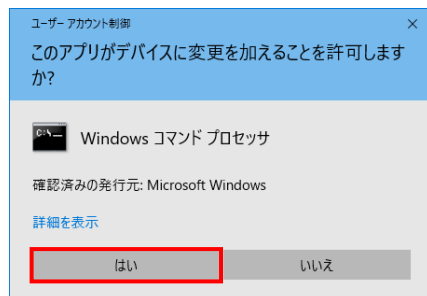 ユーザー アカウント制御
このアプリがデバイスに変更を加えることを許可します
か?
C:\
Windows コマンド プロセッサ
確認済みの発行元: Microsoft Windows
詳細を表示
はい
いいえ